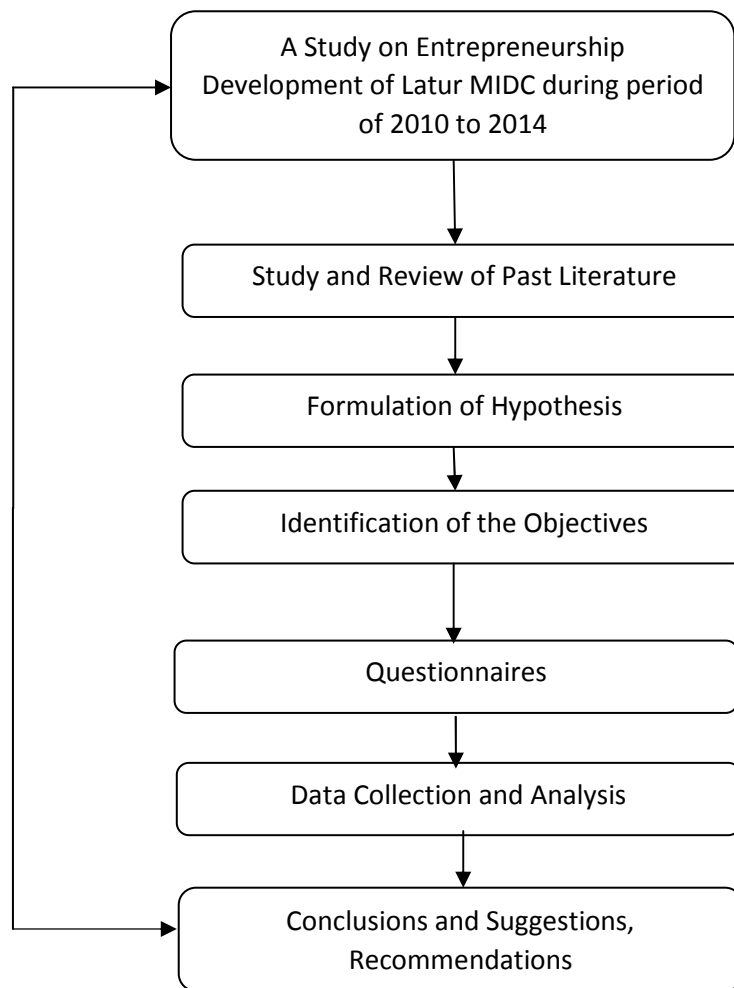 A Study on Entrepreneurship
Development of Latur MIDC during period
of 2010 to 2014
Study and Review of Past Literature
Formulation of Hypothesis
Identification of the Objectives
Questionnaires
Data Collection and Analysis
Conclusions and Suggestions,
Recommendations